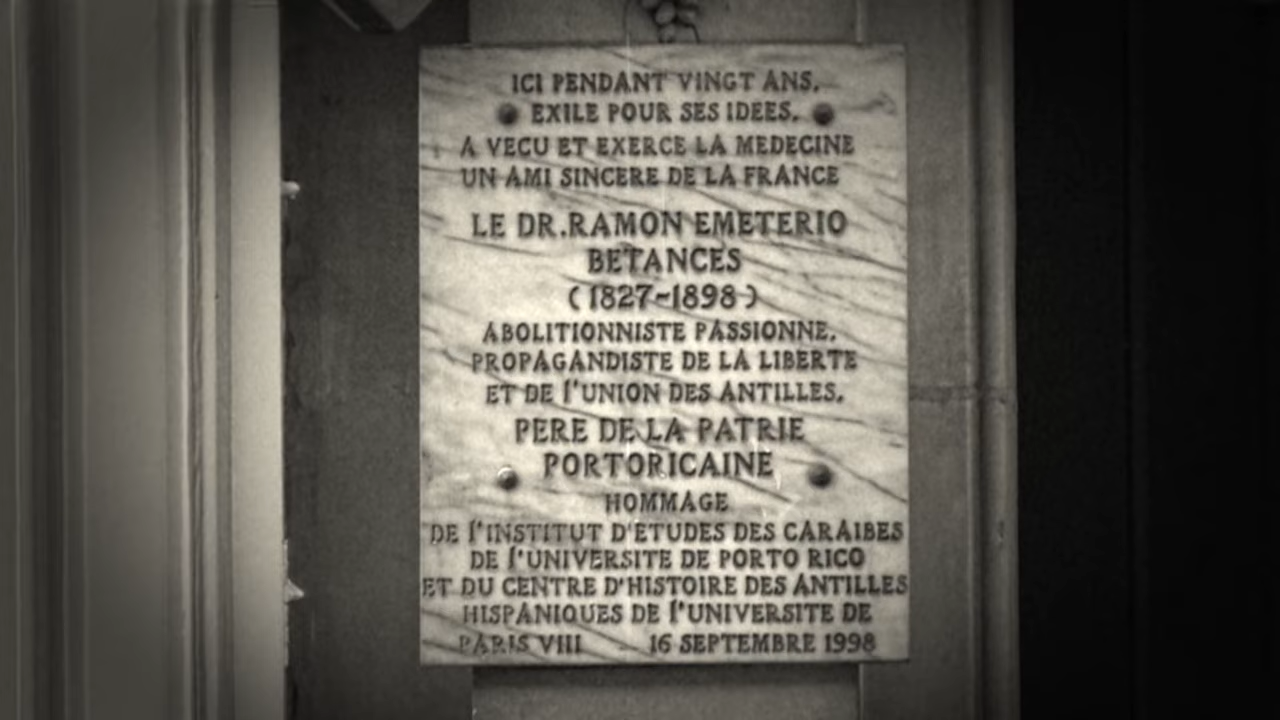 ICI PENDANT VINGT ANS,
EXILE POUR SES IDEES,
A VECU ET EXERCE LA MEDECINE
UN AMI SINCERE DE LA FRANCE
LE DR. RAMON EMETERIO
BETANCES
(1827-1898)
ABOLITIONNISTE PASSIONNE,
PROPAGANDISTE DE LA LIBERTE
ET DE l'UNION DES ANTILLES,
PERE DE LA PATRIE
PORTORICAINE
HOMMAGE
DE l'INSTITUT D'ETUDES DES CARAIBES
DE l'UNIVERSITE DE PORTO RICO
ET DU CENTRE D'HISTOIRE DES ANTILLES
HISPANIQUES DE l'UNIVERSITE DE
PARIS VIII 16 SEPTEMBRE 1998